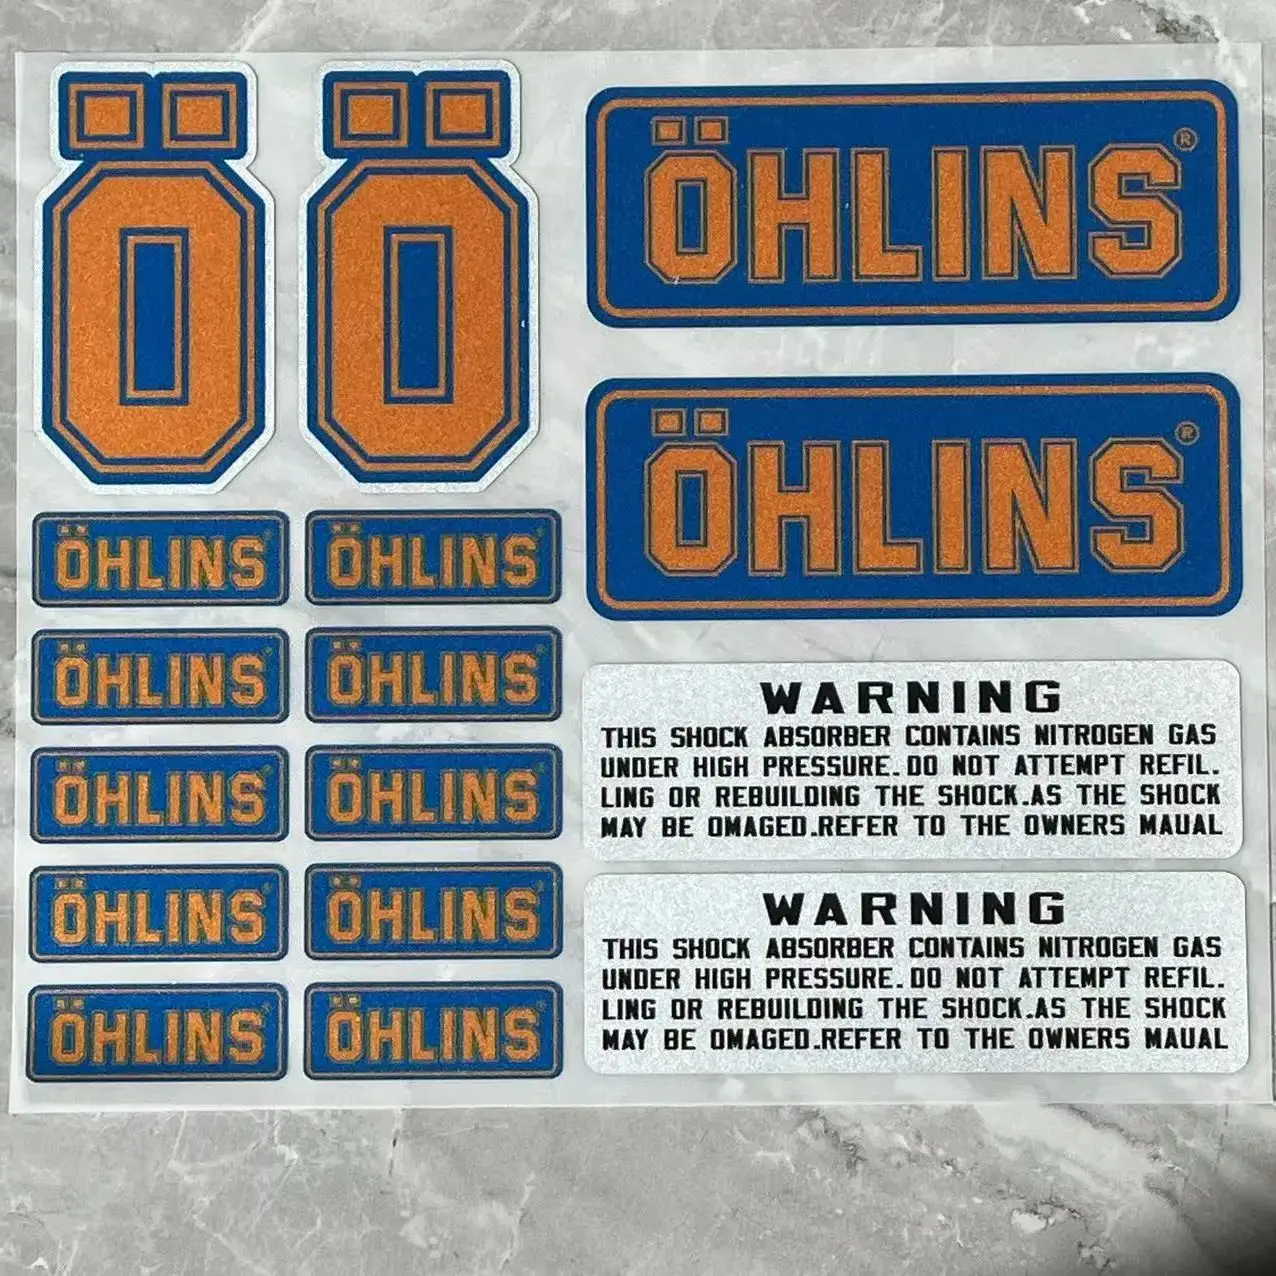 Ö Ö
ÖHLINS®
ÖHLINS®
ÖHLINS® ÖHLINS®
ÖHLINS® ÖHLINS®
ÖHLINS® ÖHLINS®
ÖHLINS® ÖHLINS®
ÖHLINS® ÖHLINS®
WARNING
THIS SHOCK ABSORBER CONTAINS NITROGEN GAS
UNDER HIGH PRESSURE. DO NOT ATTEMPT REFIL.
LING OR REBUILDING THE SHOCK.AS THE SHOCK
MAY BE OMAGED.REFER TO THE OWNERS MAUAL
WARNING
THIS SHOCK ABSORBER CONTAINS NITROGEN GAS
UNDER HIGH PRESSURE. DO NOT ATTEMPT REFIL.
LING OR REBUILDING THE SHOCK.AS THE SHOCK
MAY BE OMAGED.REFER TO THE OWNERS MAUAL